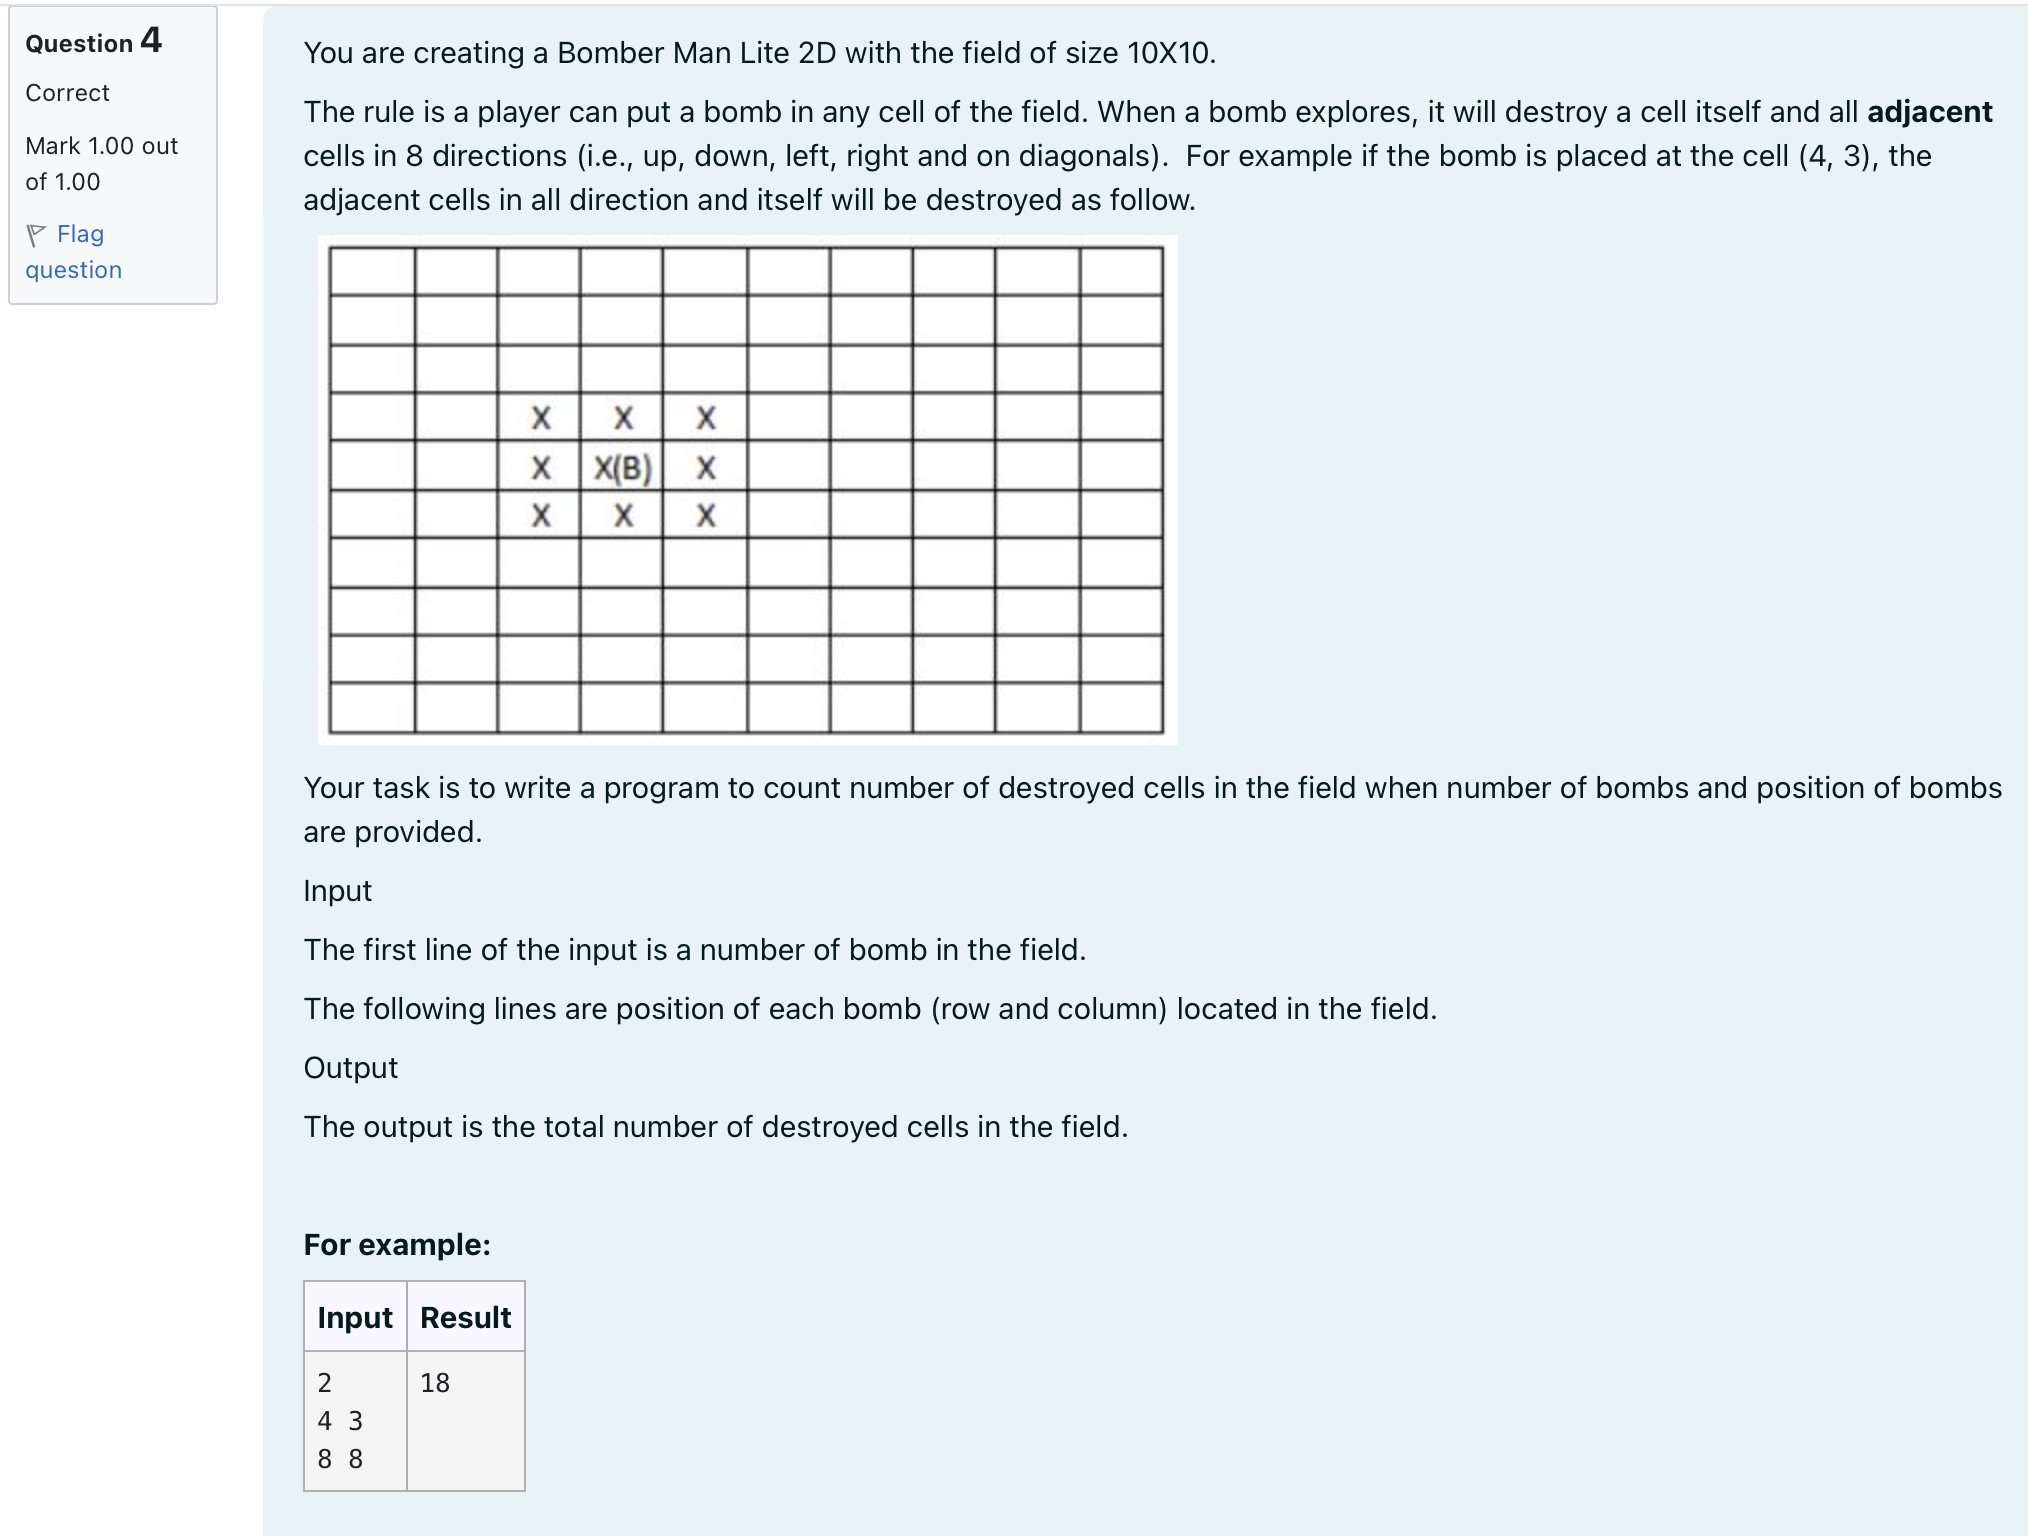 Question 4
Correct
Mark 1.00 out
of 1.00
Flag
question
You are creating a Bomber Man Lite 2D with the field of size 10X10.
The rule is a player can put a bomb in any cell of the field. When a bomb explores, it will destroy a cell itself and all adjacent
cells in 8 directions (i.e., up, down, left, right and on diagonals).  For example if the bomb is placed at the cell (4, 3), the
adjacent cells in all direction and itself will be destroyed as follow.
X X X
X X(B) X
X X X
Your task is to write a program to count number of destroyed cells in the field when number of bombs and position of bombs
are provided.
Input
The first line of the input is a number of bomb in the field.
The following lines are position of each bomb (row and column) located in the field.
Output
The output is the total number of destroyed cells in the field.
For example:
Input Result
2 18
4 3
8 8